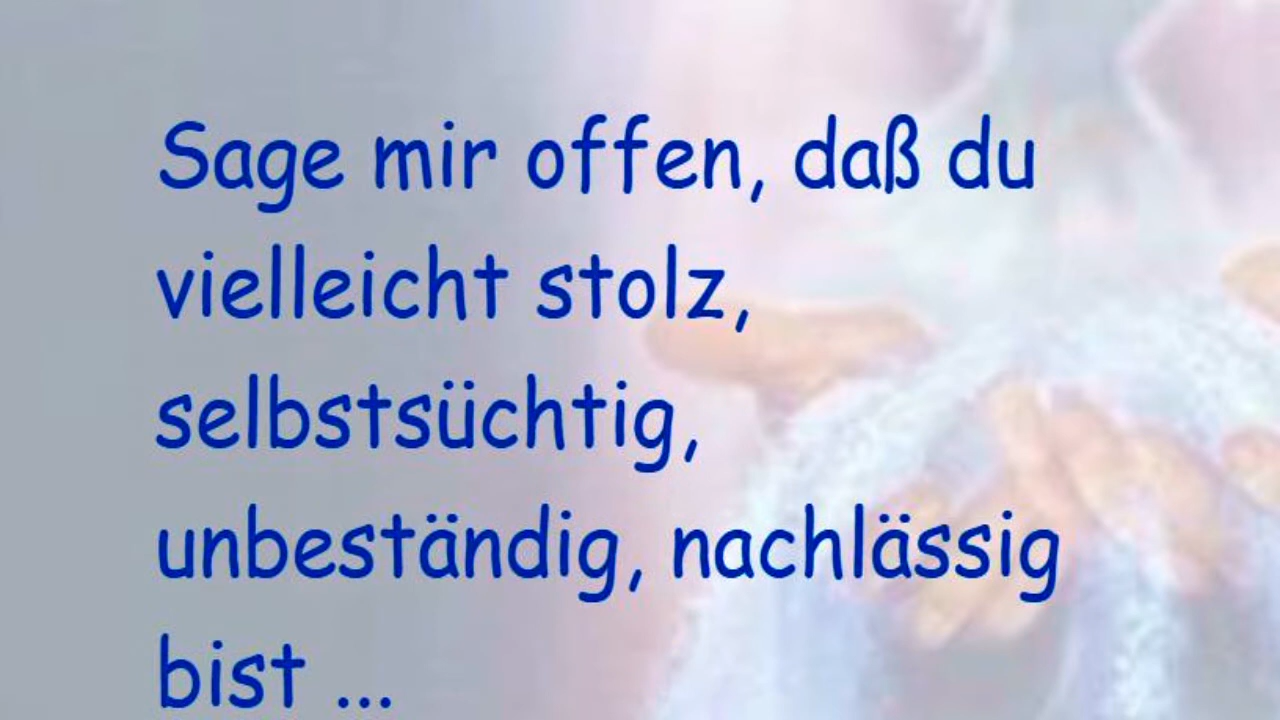 Sage mir offen, daß du
vielleicht stolz,
selbstsüchtig,
unbeständig, nachlässig
bist ...